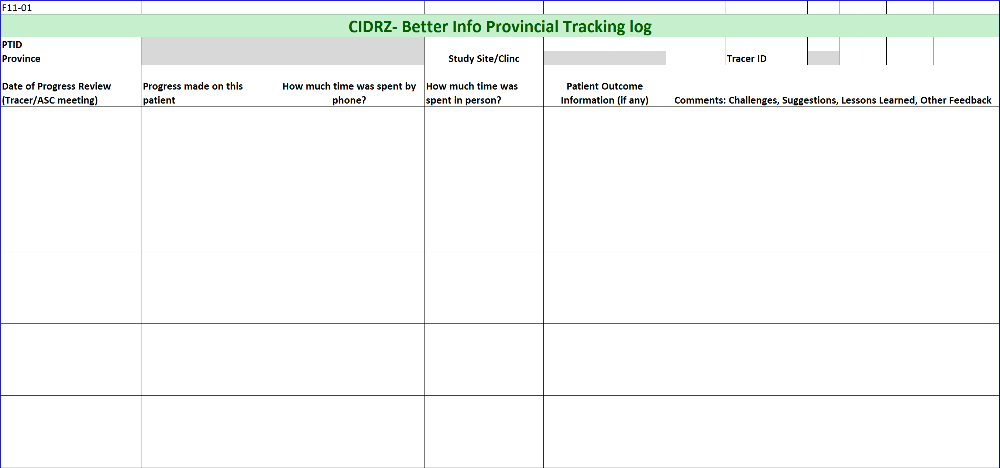 F11-01
CIDRZ- Better Info Provincial Tracking log
PTID
Province
Study Site/Clinc
Tracer ID
Date of Progress Review
(Tracer/ASC meeting)
Progress made on this
patient
How much time was spent by
phone?
How much time was
spent in person?
Patient Outcome
Information (if any)
Comments: Challenges, Suggestions, Lessons Learned, Other Feedback